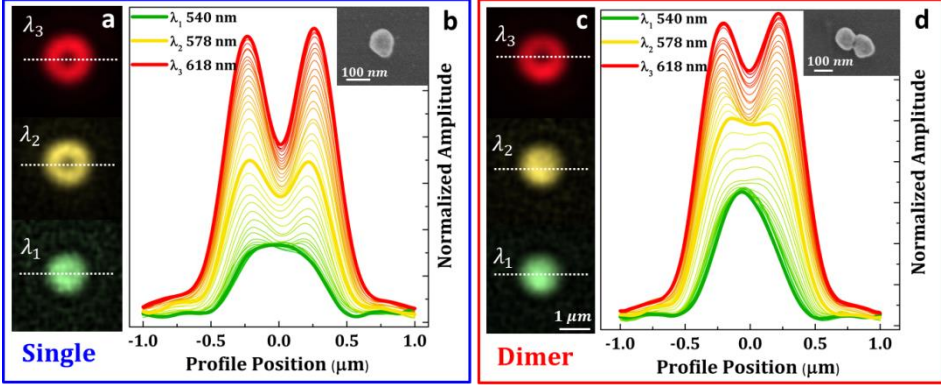 a
λ3
λ2
λ1
Single
λ1 540 nm
λ2 578 nm
λ3 618 nm
b
100 nm
Normalized Amplitude
-1.0 -0.5 0.0 0.5 1.0
Profile Position (μm)
c
λ3
λ2
λ1
1 μm
Dimer
λ1 540 nm
λ2 578 nm
λ3 618 nm
d
100 nm
Normalized Amplitude
-1.0 -0.5 0.0 0.5 1.0
Profile Position (μm)